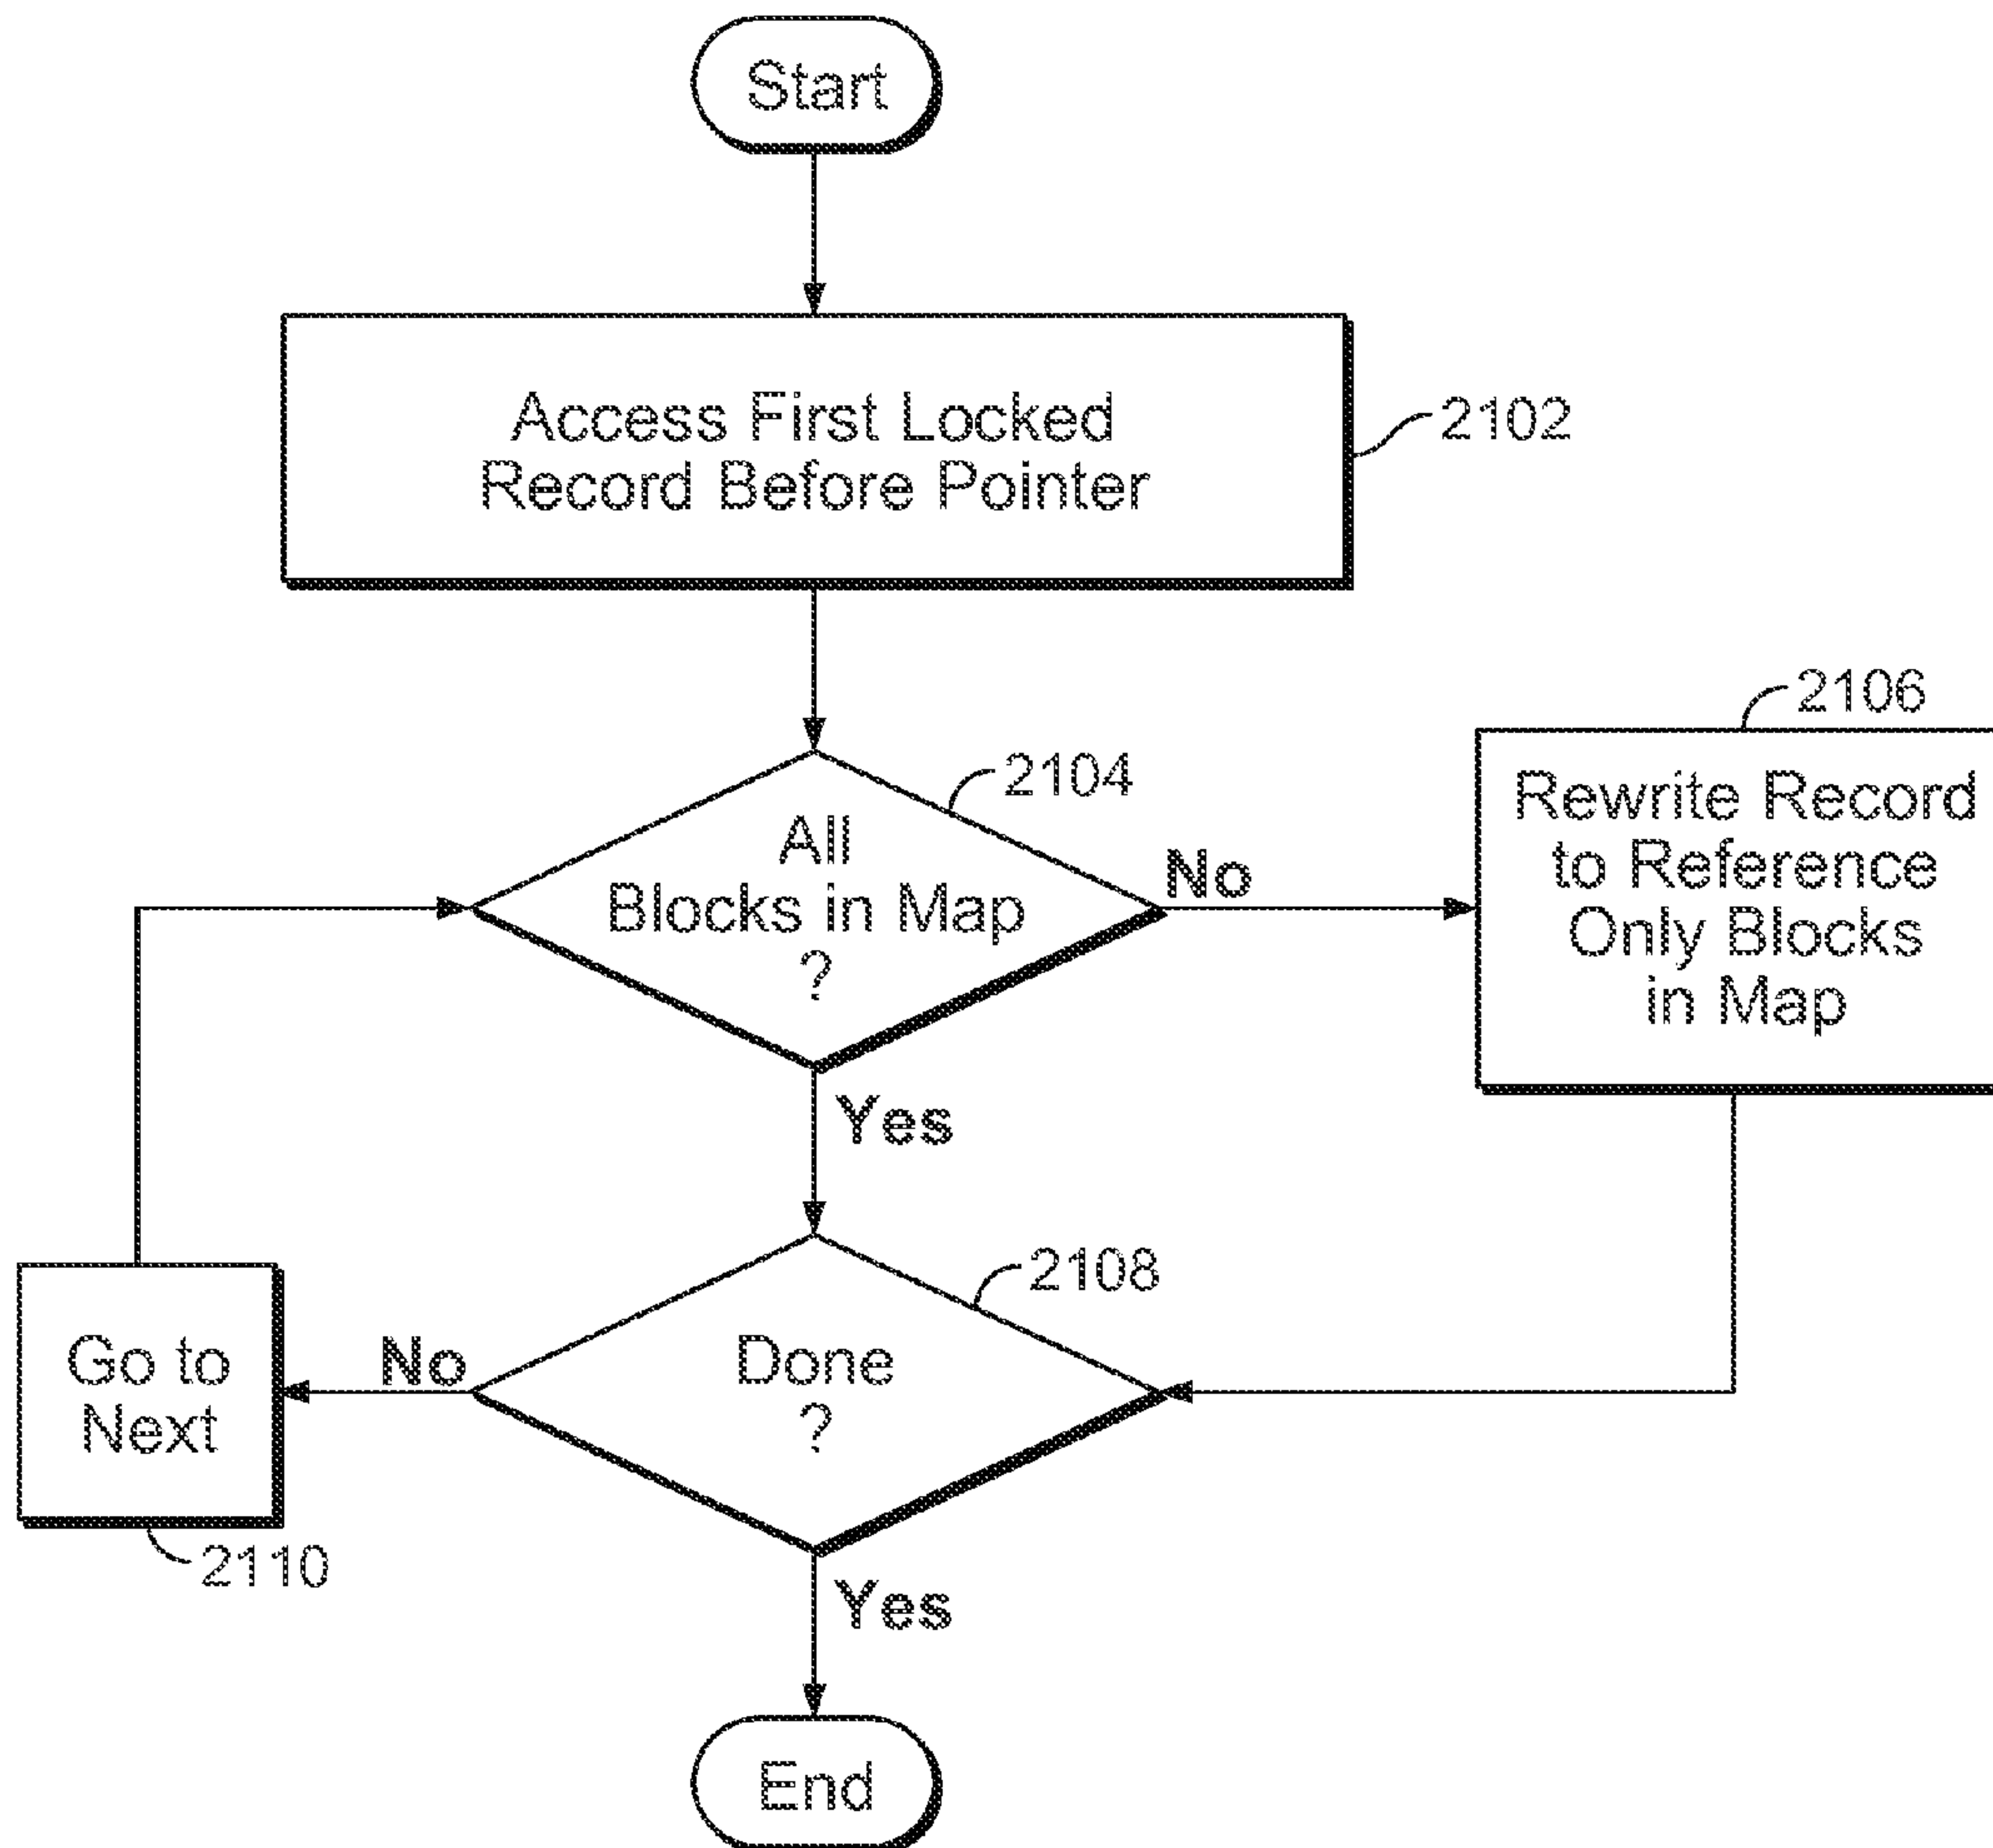 Start
Access First Locked
Record Before Pointer
2102
2104
All
Blocks in Map
?
No
2106
Rewrite Record
to Reference
Only Blocks
in Map
Yes
2108
Done
?
No
Go to
Next
2110
Yes
End